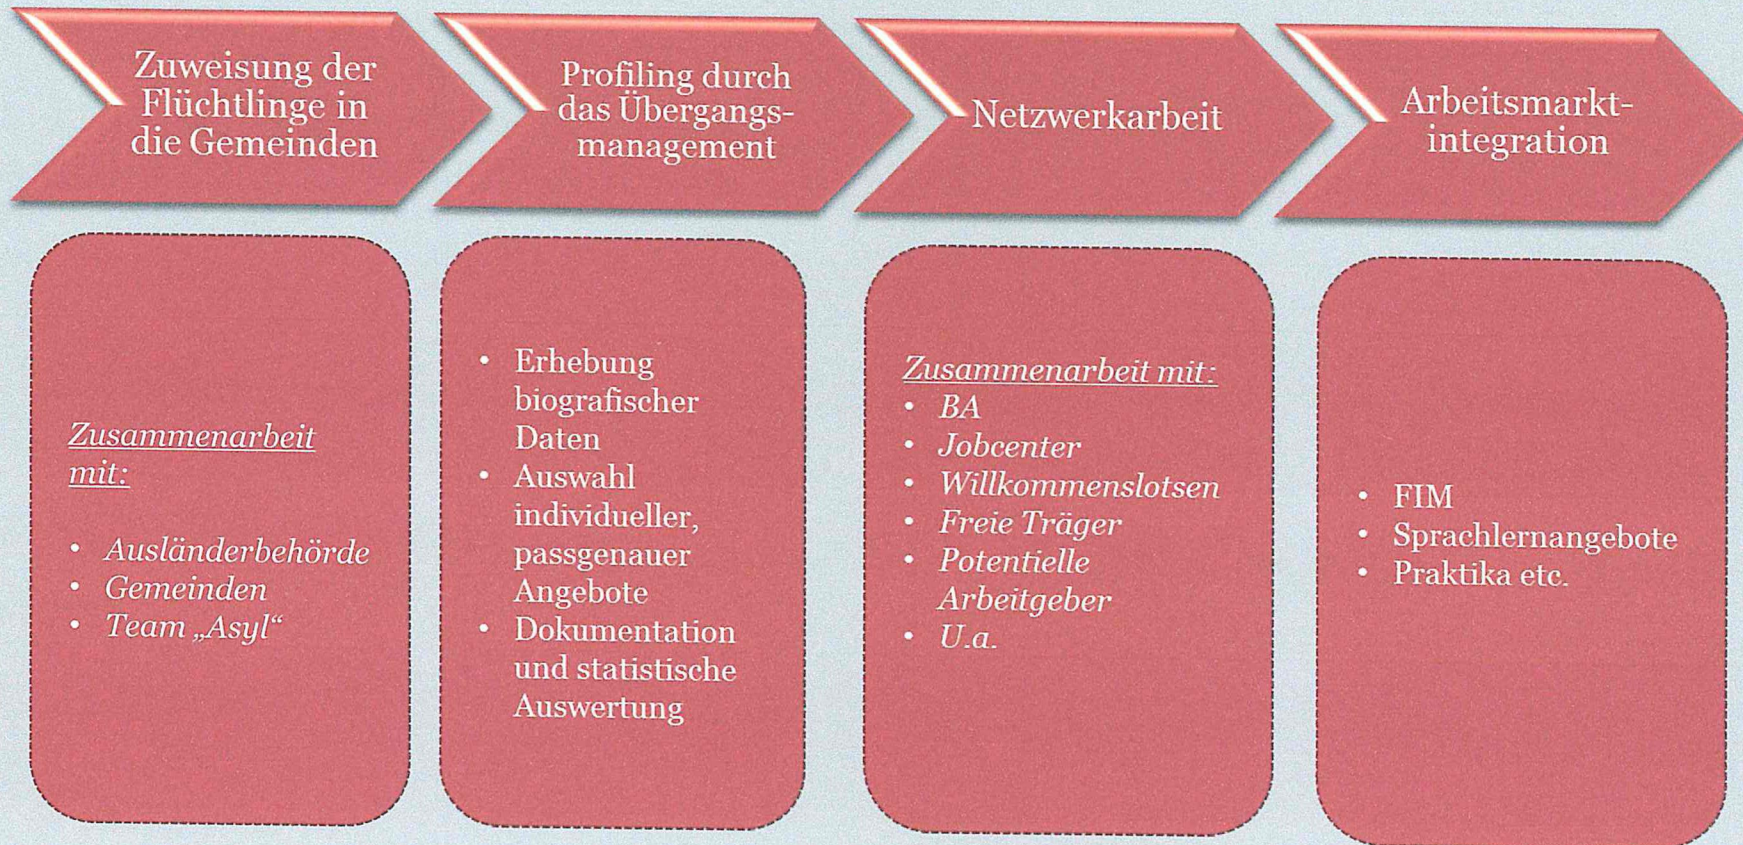 Zuweisung der
Flüchtlinge in
die Gemeinden
Profiling durch
das Übergangs-
management
Netzwerkarbeit
Arbeitsmarkt-
integration
Zusammenarbeit
mit:
• Ausländerbehörde
• Gemeinden
• Team „Asyl“
• Erhebung
biografischer
Daten
• Auswahl
individueller,
passgenauer
Angebote
• Dokumentation
und statistische
Auswertung
Zusammenarbeit mit:
• BA
• Jobcenter
• Willkommenslotsen
• Freie Träger
• Potentielle
Arbeitgeber
• U.a.
• FIM
• Sprachlernangebote
• Praktika etc.